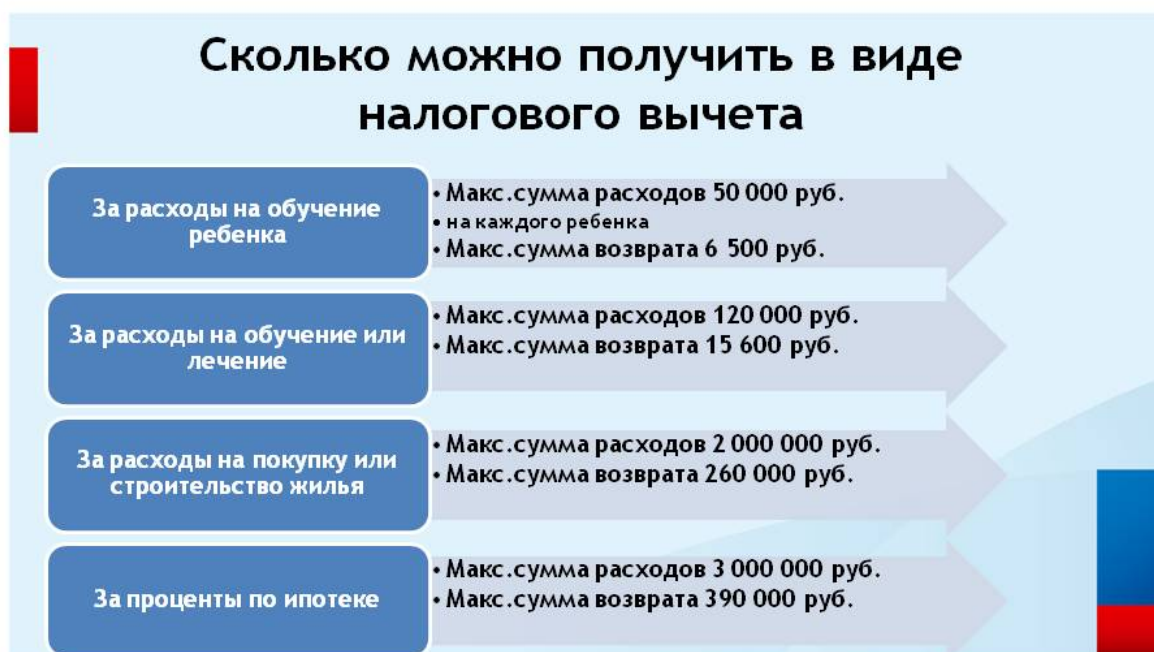 Сколько можно получить в виде
налогового вычета
За расходы на обучение
ребенка
• Макс.сумма расходов 50 000 руб.
• на каждого ребенка
• Макс.сумма возврата 6 500 руб.
За расходы на обучение или
лечение
• Макс.сумма расходов 120 000 руб.
• Макс.сумма возврата 15 600 руб.
За расходы на покупку или
строительство жилья
• Макс.сумма расходов 2 000 000 руб.
• Макс.сумма возврата 260 000 руб.
За проценты по ипотеке
• Макс.сумма расходов 3 000 000 руб.
• Макс.сумма возврата 390 000 руб.